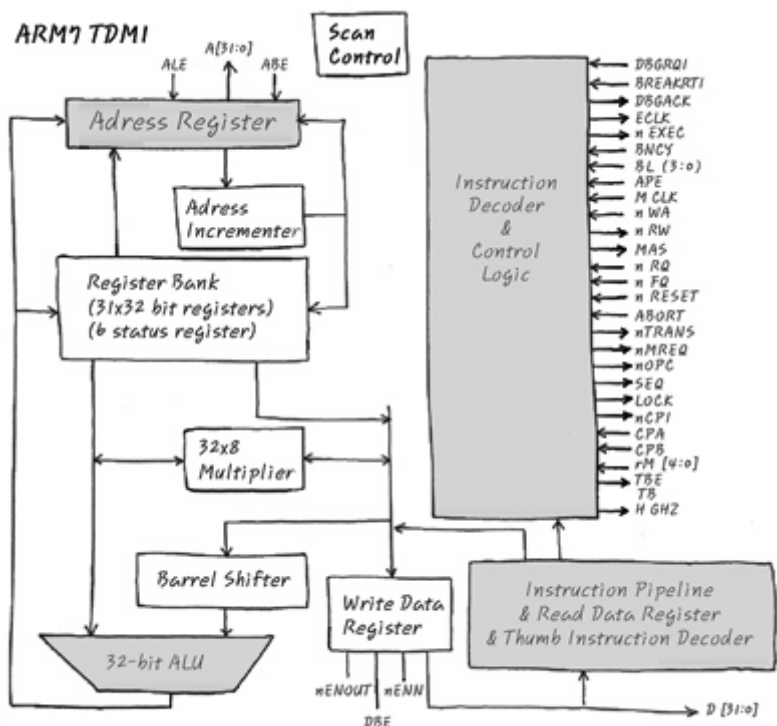 ARM7 TDMI
A[31:0]
ALE
ABE
Scan
Control
Adress Register
Adress
Incrementer
Register Bank
(31x32 bit registers)
(6 status register)
32x8
Multiplier
Barrel Shifter
32-bit ALU
Write Data
Register
nENOUT
nENN
DBE
Instruction
Decoder
&
Control
Logic
DBGRQI
BREAKRTI
DBGACK
ECLK
n EXEC
BNCY
BL (3:0)
APE
M CLK
n WA
n RW
MAS
n RQ
n FQ
n RESET
ABORT
nTRANS
nMREQ
nOPC
SEQ
LOCK
nCPI
CPA
CPB
rM [4:0]
TBE
TB
H GHZ
Instruction Pipeline
& Read Data Register
& Thumb Instruction Decoder
D [31:0]